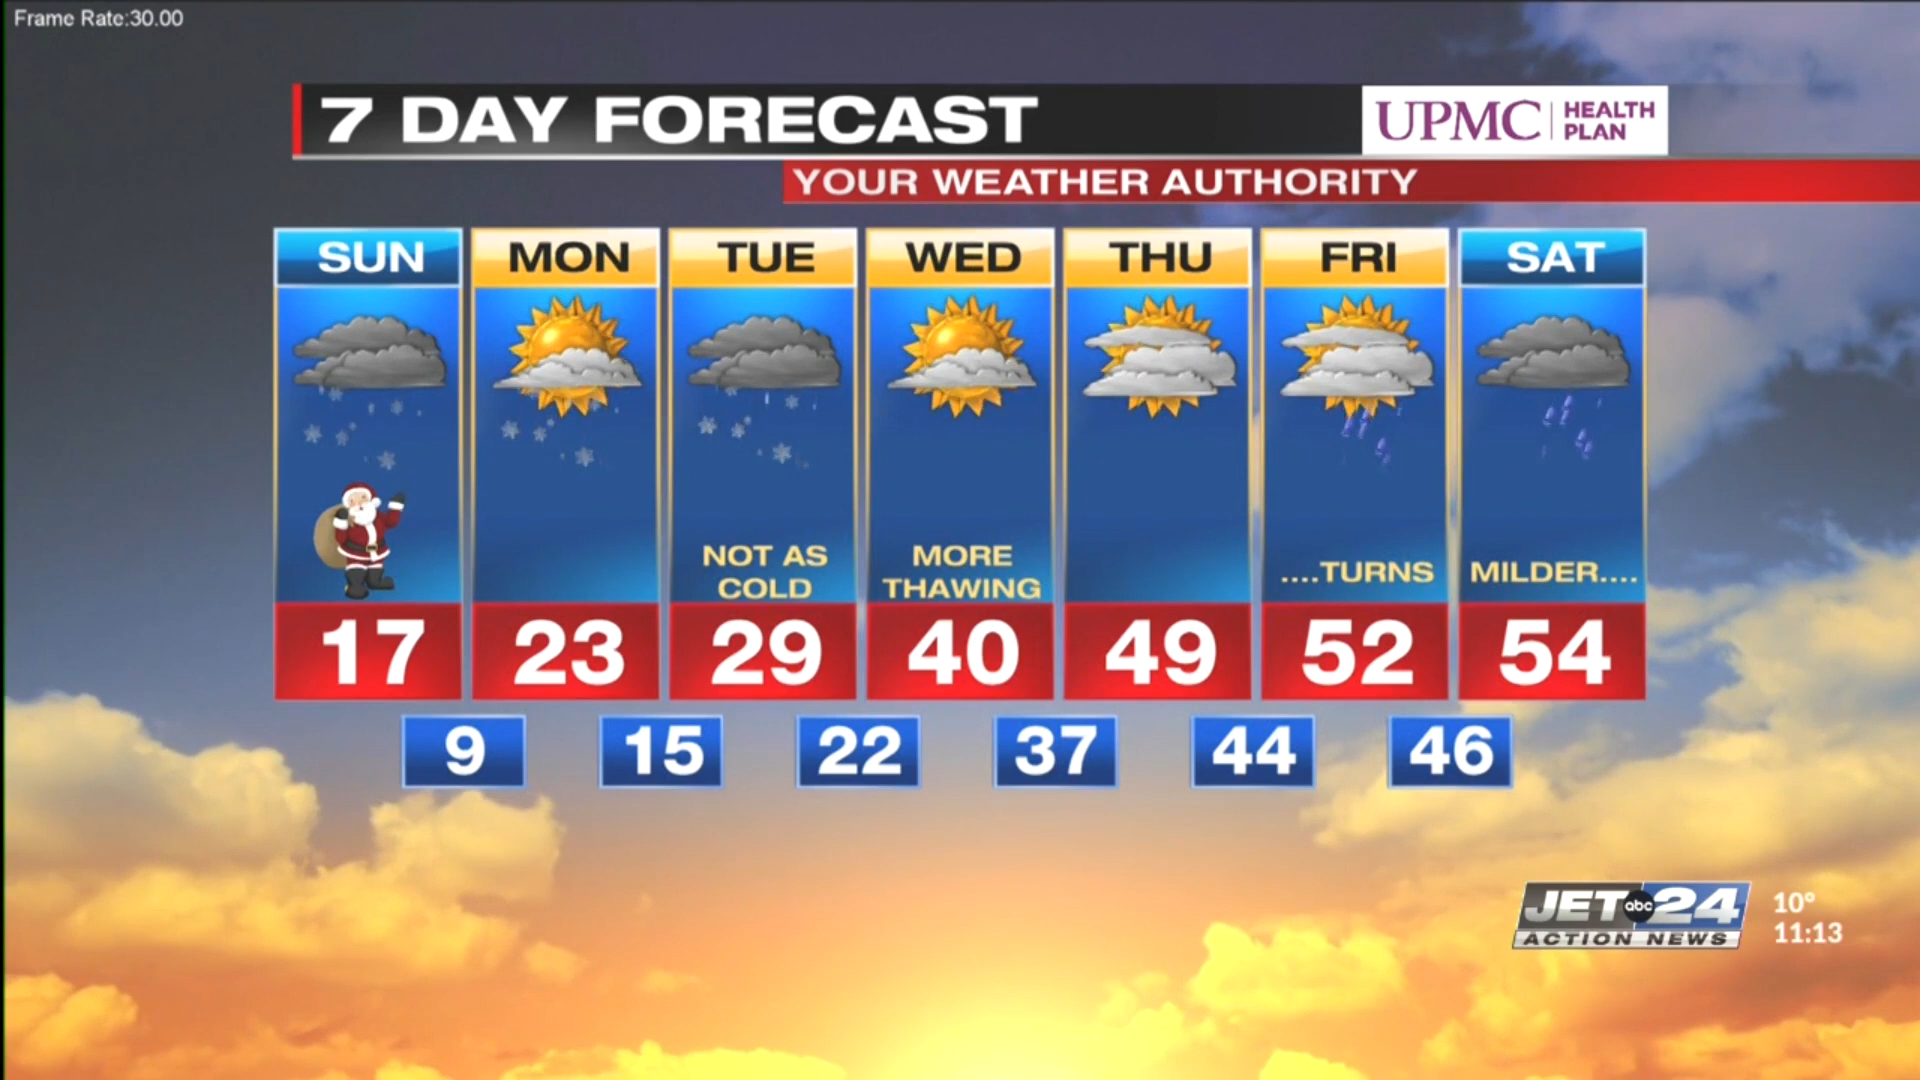 Frame Rate:30.00
7 DAY FORECAST
UPMC HEALTH PLAN
YOUR WEATHER AUTHORITY
SUN MON TUE WED THU FRI SAT
NOT AS COLD
MORE THAWING
....TURNS
MILDER....
17 23 29 40 49 52 54
9 15 22 37 44 46
JET abc 24
ACTION NEWS
10°
11:13